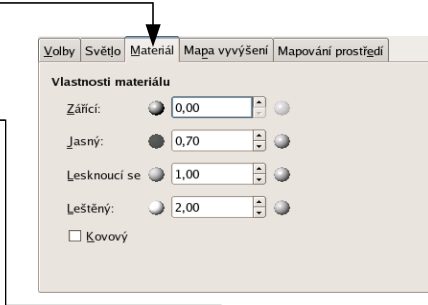 Volby Světlo Materiál Mapa vyvýšení Mapování prostředí
Vlastnosti materiálu
Zářící: 0,00
Jasný: 0,70
Lesknoucí se 1,00
Leštěný: 2,00
Kovový